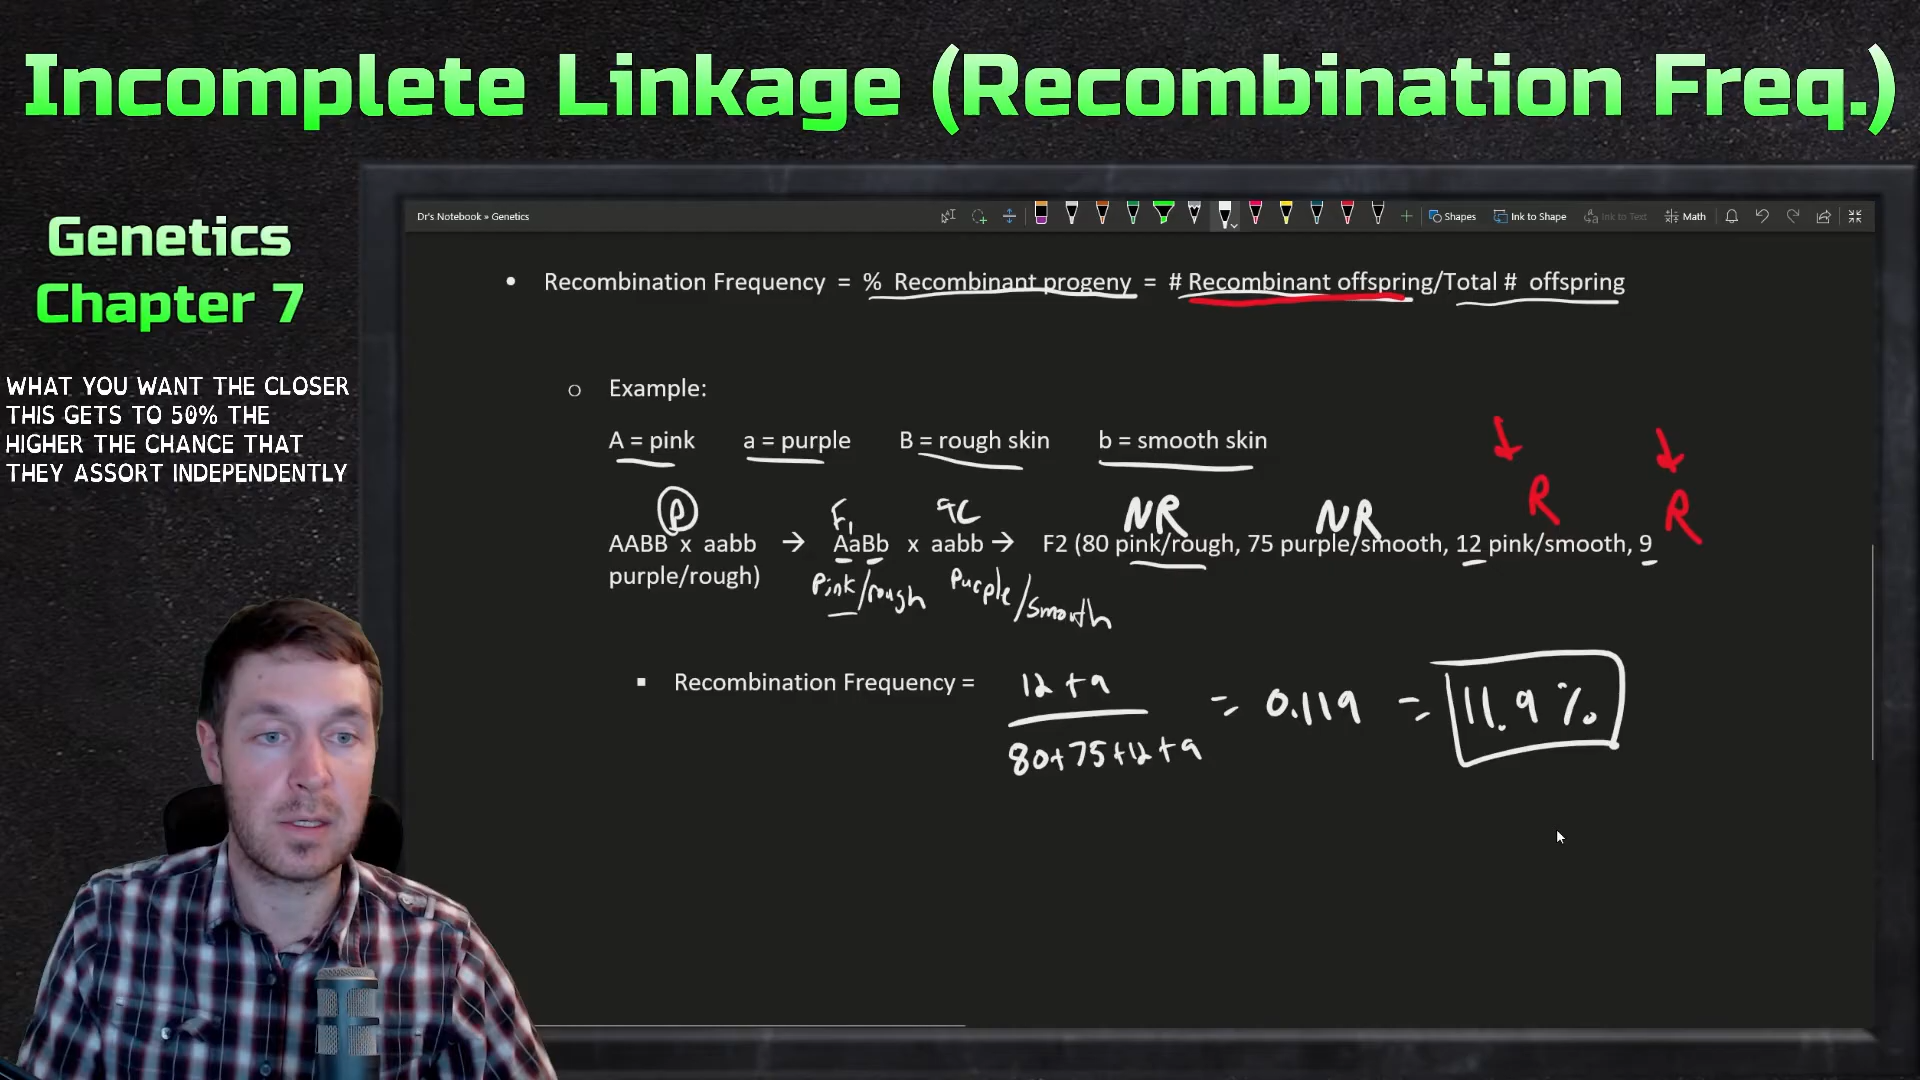 Incomplete Linkage (Recombination Freq.)
Genetics
Chapter 7
WHAT YOU WANT THE CLOSER
THIS GETS TO 50% THE
HIGHER THE CHANCE THAT
THEY ASSORT INDEPENDENTLY
Dr's Notebook » Genetics
Shapes Ink to Shape Ink to Text Math
• Recombination Frequency = % Recombinant progeny = # Recombinant offspring/Total # offspring
o Example:
A = pink a = purple B = rough skin b = smooth skin
P F1 TC NR NR R R
AABB x aabb → AaBb x aabb → F2 (80 pink/rough, 75 purple/smooth, 12 pink/smooth, 9
purple/rough)
Pink/rough Purple/smooth
▪ Recombination Frequency = 12+9
80+75+12+9
= 0.119 = 11.9%